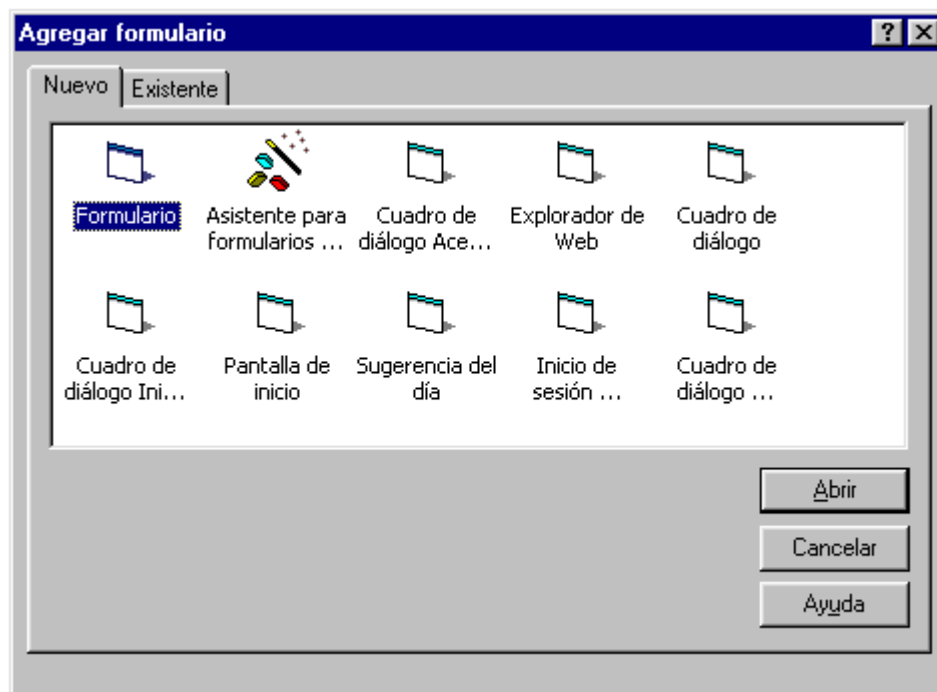 Agregar formulario
Nuevo
Existente
Formulario
Asistente para
formularios ...
Cuadro de
diálogo Ace...
Explorador de
Web
Cuadro de
diálogo
Cuadro de
diálogo Ini...
Pantalla de
inicio
Sugerencia del
día
Inicio de
sesión ...
Cuadro de
diálogo ...
Abrir
Cancelar
Ayuda